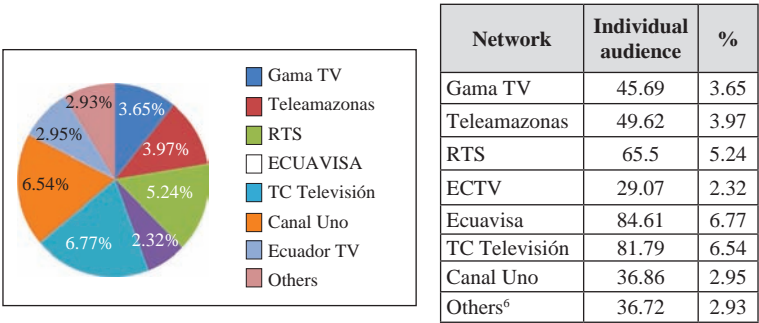 2.93%
3.65%
2.95%
3.97%
6.54%
5.24%
6.77%
2.32%
Gama TV
Teleamazonas
RTS
ECUAVISA
TC Televisión
Canal Uno
Ecuador TV
Others
Network Individual audience %
Gama TV 45.69 3.65
Teleamazonas 49.62 3.97
RTS 65.5 5.24
ECTV 29.07 2.32
Ecuavisa 84.61 6.77
TC Televisión 81.79 6.54
Canal Uno 36.86 2.95
Others⁶ 36.72 2.93